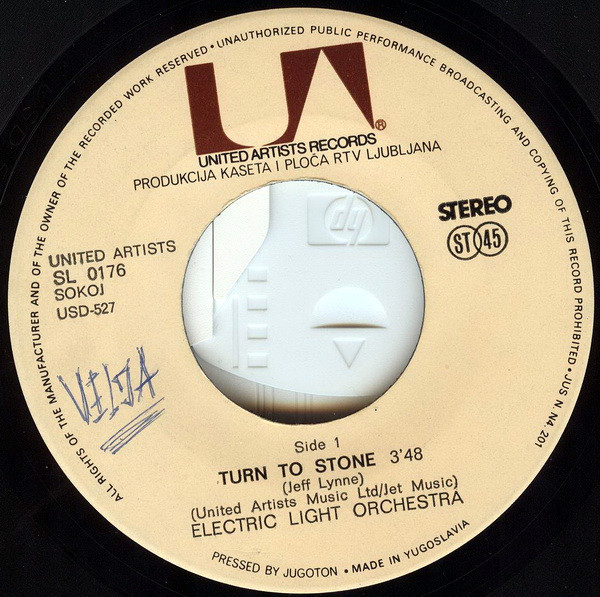 ALL RIGHTS OF THE MANUFACTURER AND OF THE OWNER OF THE RECORDED WORK RESERVED • UNAUTHORIZED PUBLIC PERFORMANCE BROADCASTING AND COPYING OF THIS RECORD PROHIBITED • JUS N. N4. 201
UA®
UNITED ARTISTS RECORDS
PRODUKCIJA KASETA I PLOČA RTV LJUBLJANA
UNITED ARTISTS
SL 0176
SOKOJ
USD-527
STEREO
ST 45
hp
VILJA
Side 1
TURN TO STONE 3'48
(Jeff Lynne)
(United Artists Music Ltd/Jet Music)
ELECTRIC LIGHT ORCHESTRA
PRESSED BY JUGOTON • MADE IN YUGOSLAVIA